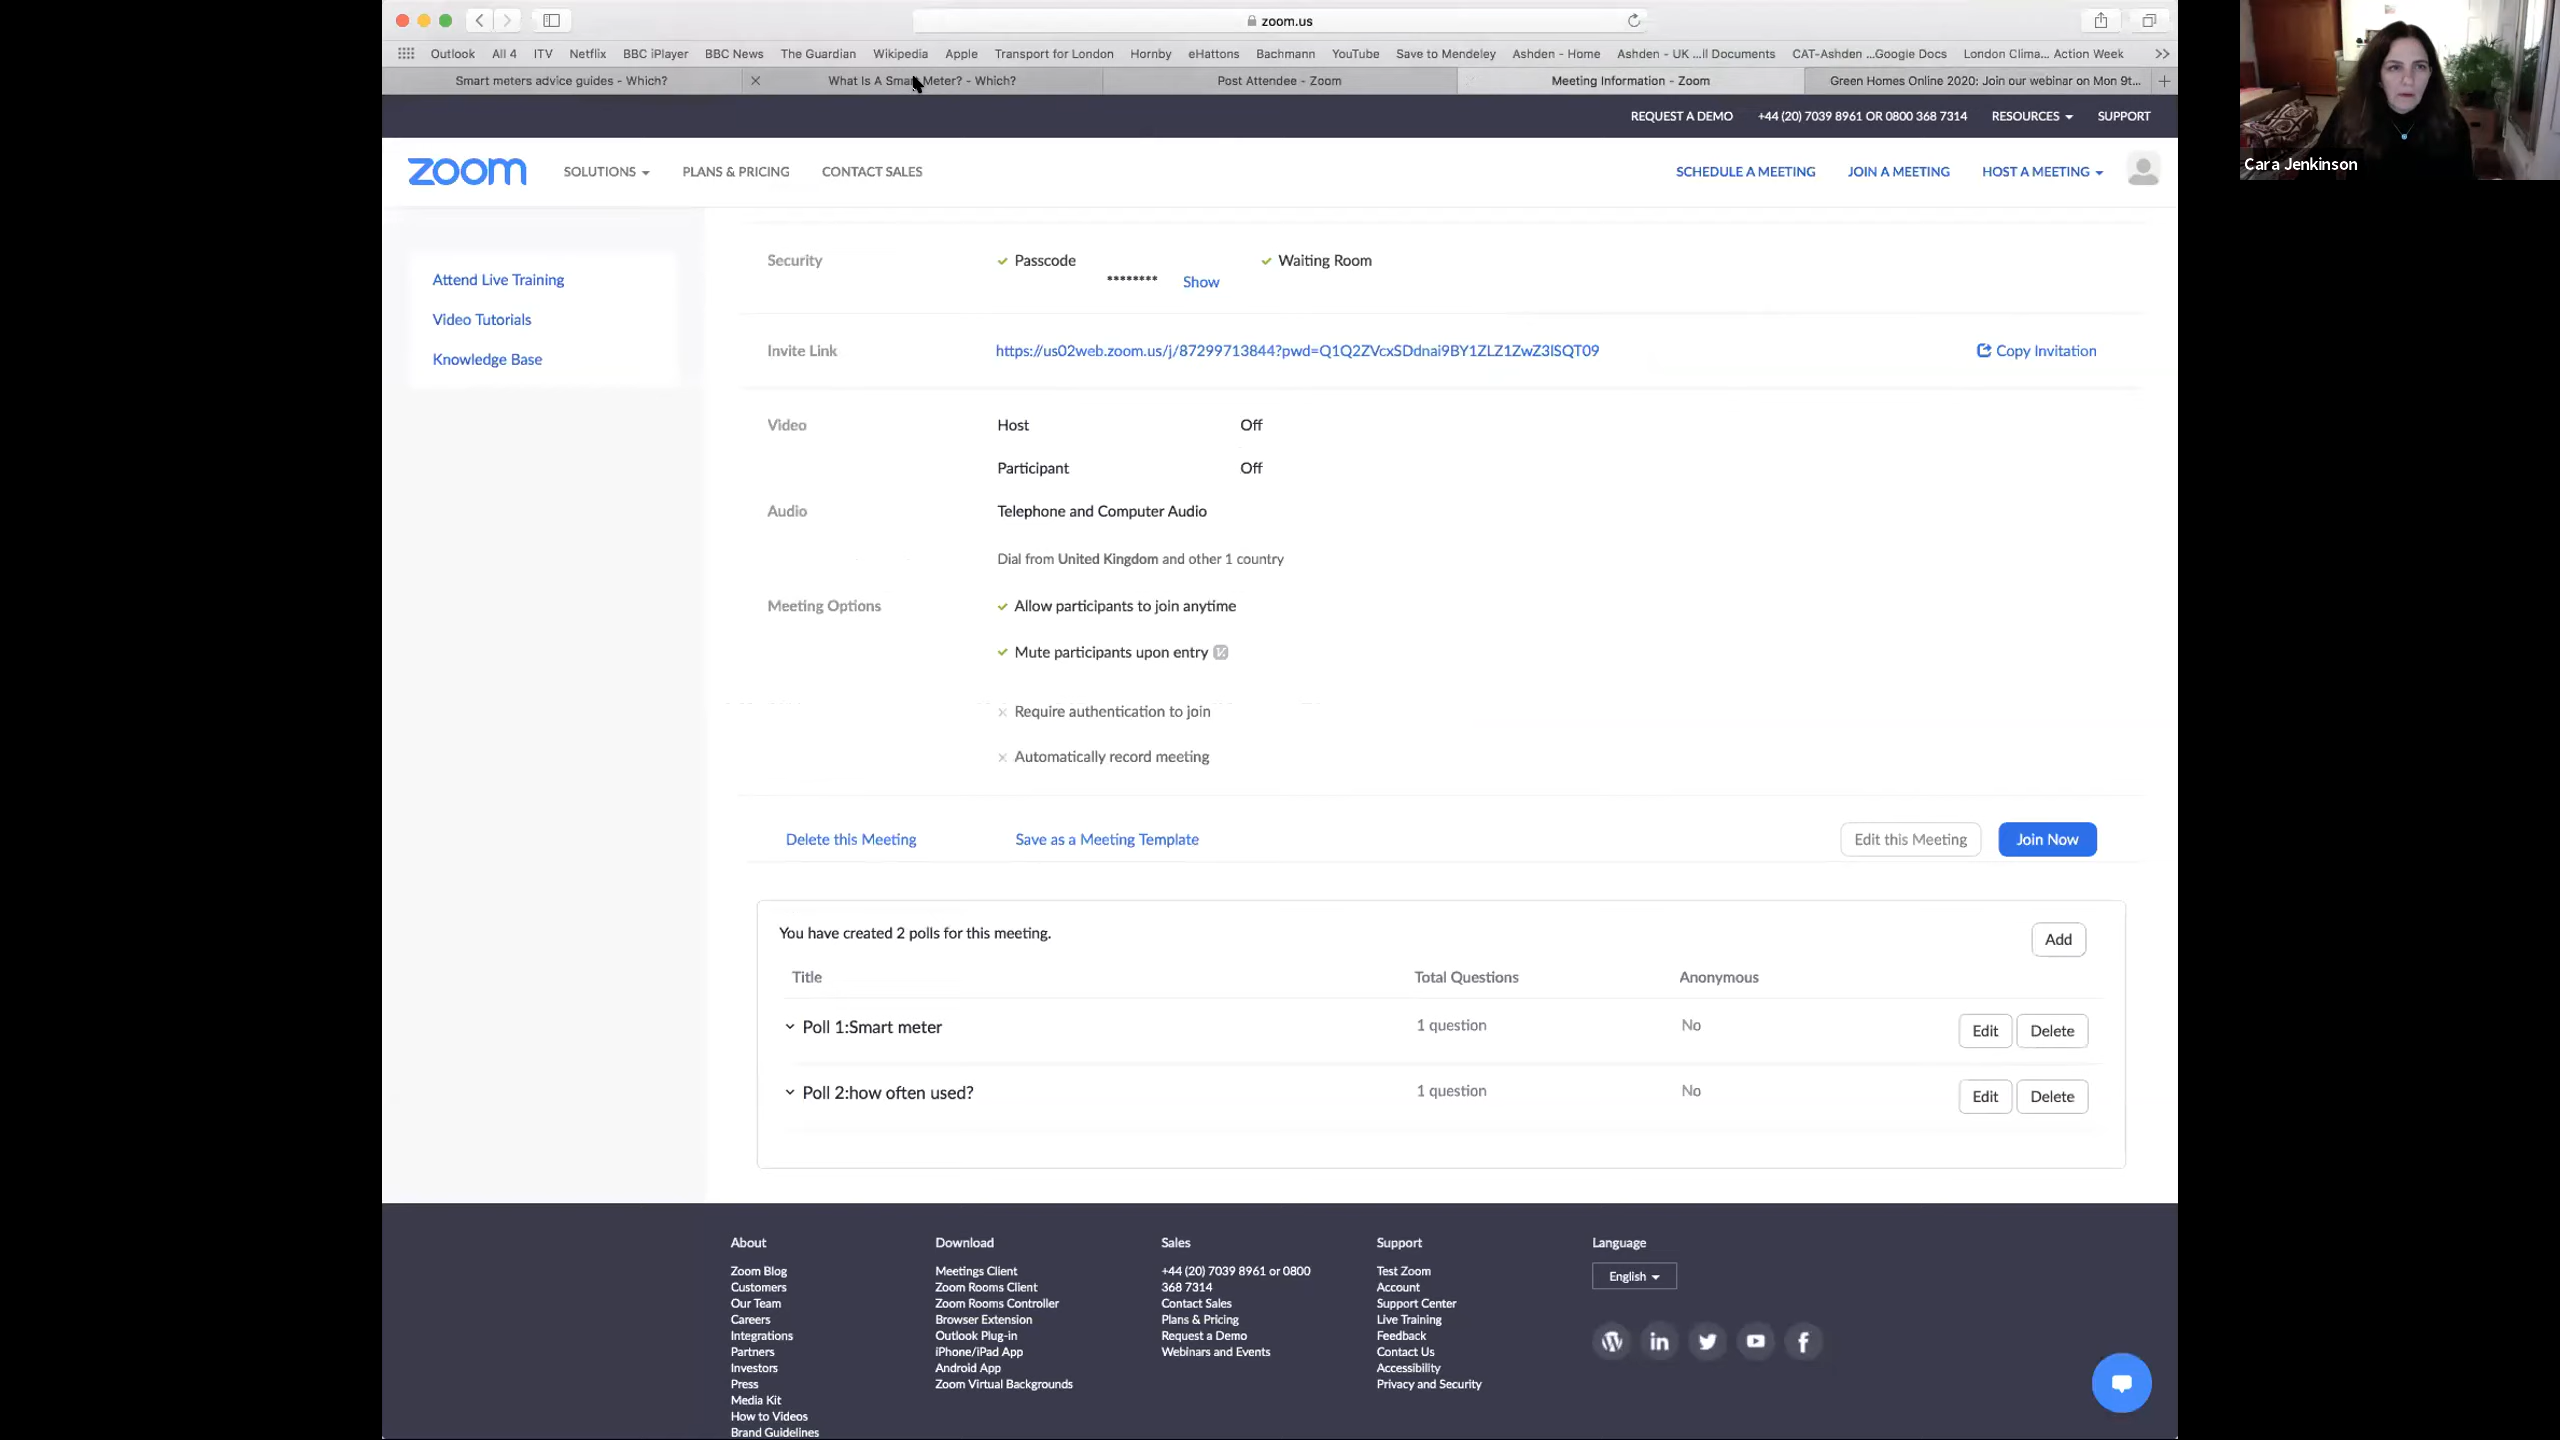 zoom.us
Outlook All 4 ITV Netflix BBC iPlayer BBC News The Guardian Wikipedia Apple Transport for London Hornby eHattons Bachmann YouTube Save to Mendeley Ashden - Home Ashden - UK ...ll Documents CAT-Ashden ...Google Docs London Clima... Action Week
Smart meters advice guides - Which? What Is A Smart Meter? - Which? Post Attendee - Zoom Meeting Information - Zoom Green Homes Online 2020: Join our webinar on Mon 9t...
Cara Jenkinson
REQUEST A DEMO +44 (20) 7039 8961 OR 0800 368 7314 RESOURCES SUPPORT
zoom SOLUTIONS PLANS & PRICING CONTACT SALES SCHEDULE A MEETING JOIN A MEETING HOST A MEETING
Attend Live Training
Video Tutorials
Knowledge Base
Security Passcode Waiting Room
******** Show
Invite Link https://us02web.zoom.us/j/87299713844?pwd=Q1Q2ZVcxSDdnai9BY1ZLZ1ZwZ3lSQT09 Copy Invitation
Video Host Off
Participant Off
Audio Telephone and Computer Audio
Dial from United Kingdom and other 1 country
Meeting Options Allow participants to join anytime
Mute participants upon entry
Require authentication to join
Automatically record meeting
Delete this Meeting Save as a Meeting Template Edit this Meeting Join Now
You have created 2 polls for this meeting. Add
Title Total Questions Anonymous
Poll 1:Smart meter 1 question No Edit Delete
Poll 2:how often used? 1 question No Edit Delete
About
Zoom Blog
Customers
Our Team
Careers
Integrations
Partners
Investors
Press
Media Kit
How to Videos
Brand Guidelines
Download
Meetings Client
Zoom Rooms Client
Zoom Rooms Controller
Browser Extension
Outlook Plug-in
iPhone/iPad App
Android App
Zoom Virtual Backgrounds
Sales
+44 (20) 7039 8961 or 0800
368 7314
Contact Sales
Plans & Pricing
Request a Demo
Webinars and Events
Support
Test Zoom
Account
Support Center
Live Training
Feedback
Contact Us
Accessibility
Privacy and Security
Language
English